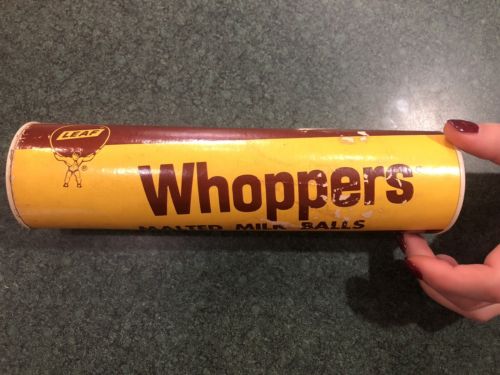 LEAF
®
Whoppers
MALTED MILK BALLS